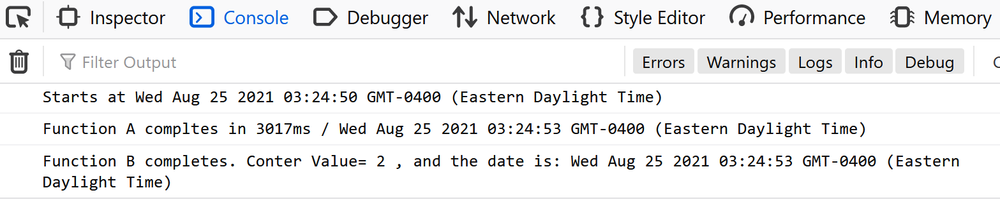 Inspector Console Debugger Network Style Editor Performance Memory
Filter Output Errors Warnings Logs Info Debug
Starts at Wed Aug 25 2021 03:24:50 GMT-0400 (Eastern Daylight Time)
Function A compltes in 3017ms / Wed Aug 25 2021 03:24:53 GMT-0400 (Eastern Daylight Time)
Function B completes. Conter Value= 2 , and the date is: Wed Aug 25 2021 03:24:53 GMT-0400 (Eastern
Daylight Time)